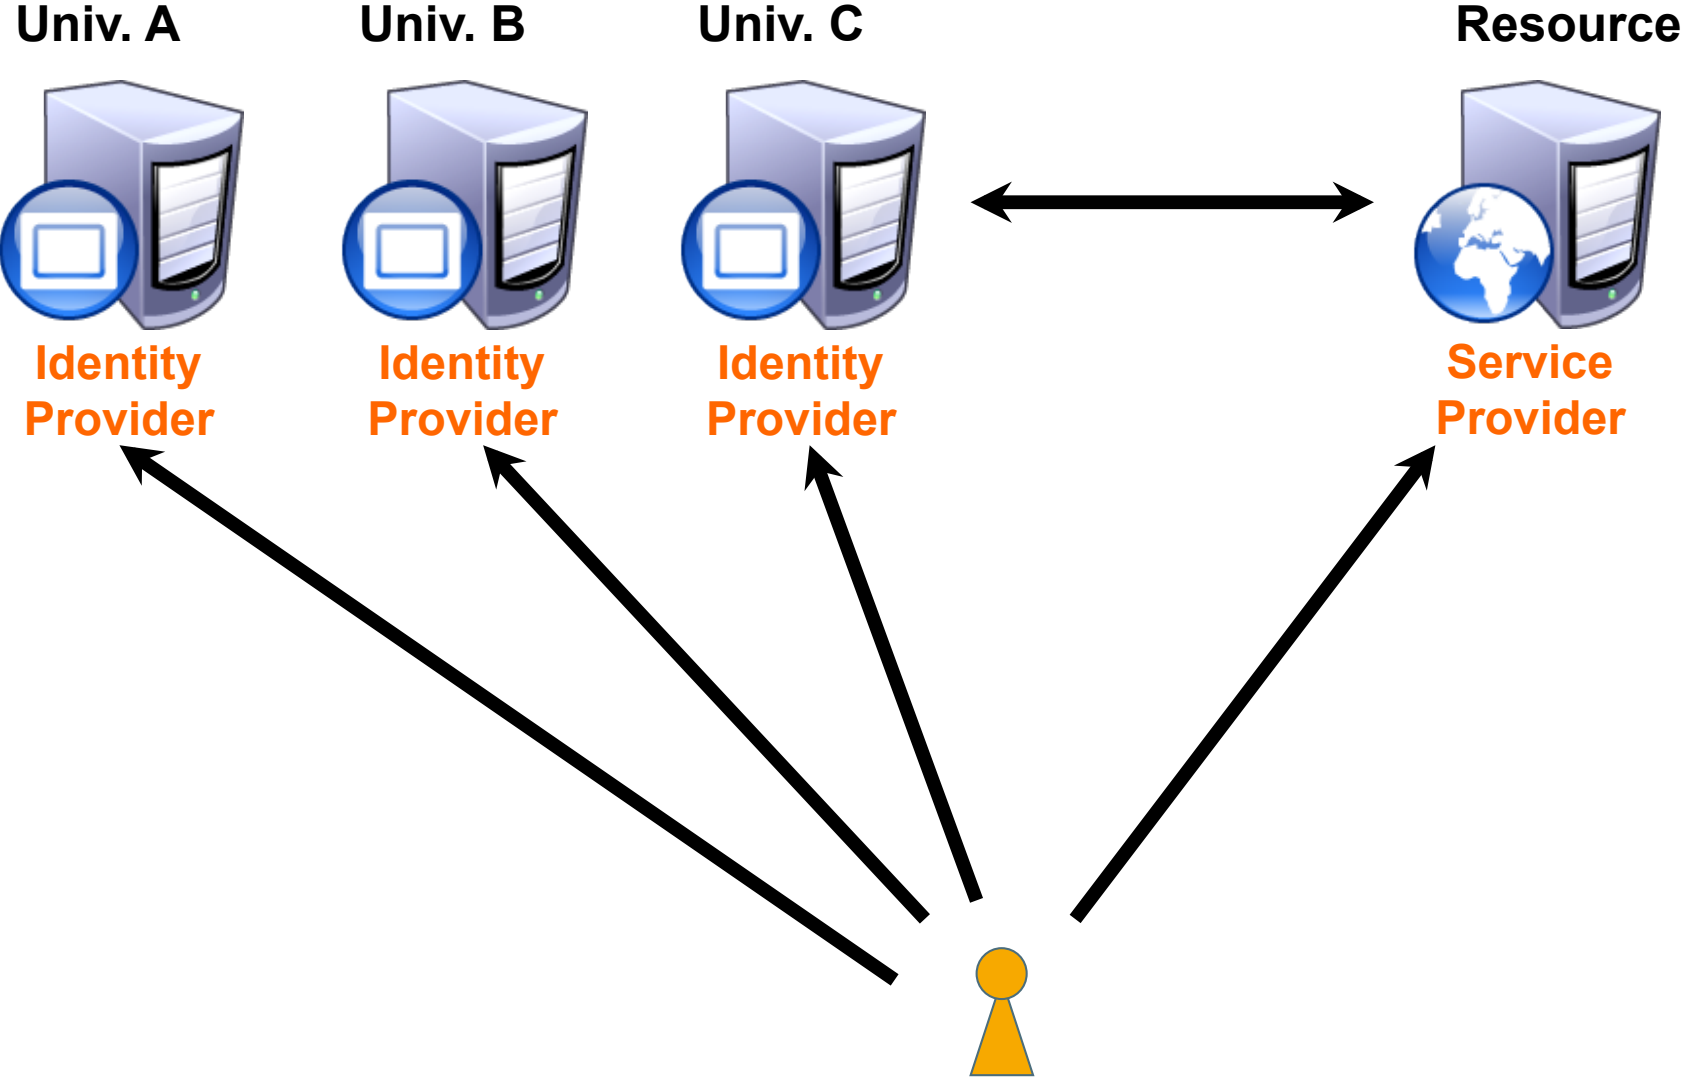 Univ. A
Univ. B
Univ. C
Resource
Identity
Provider
Identity
Provider
Identity
Provider
Service
Provider